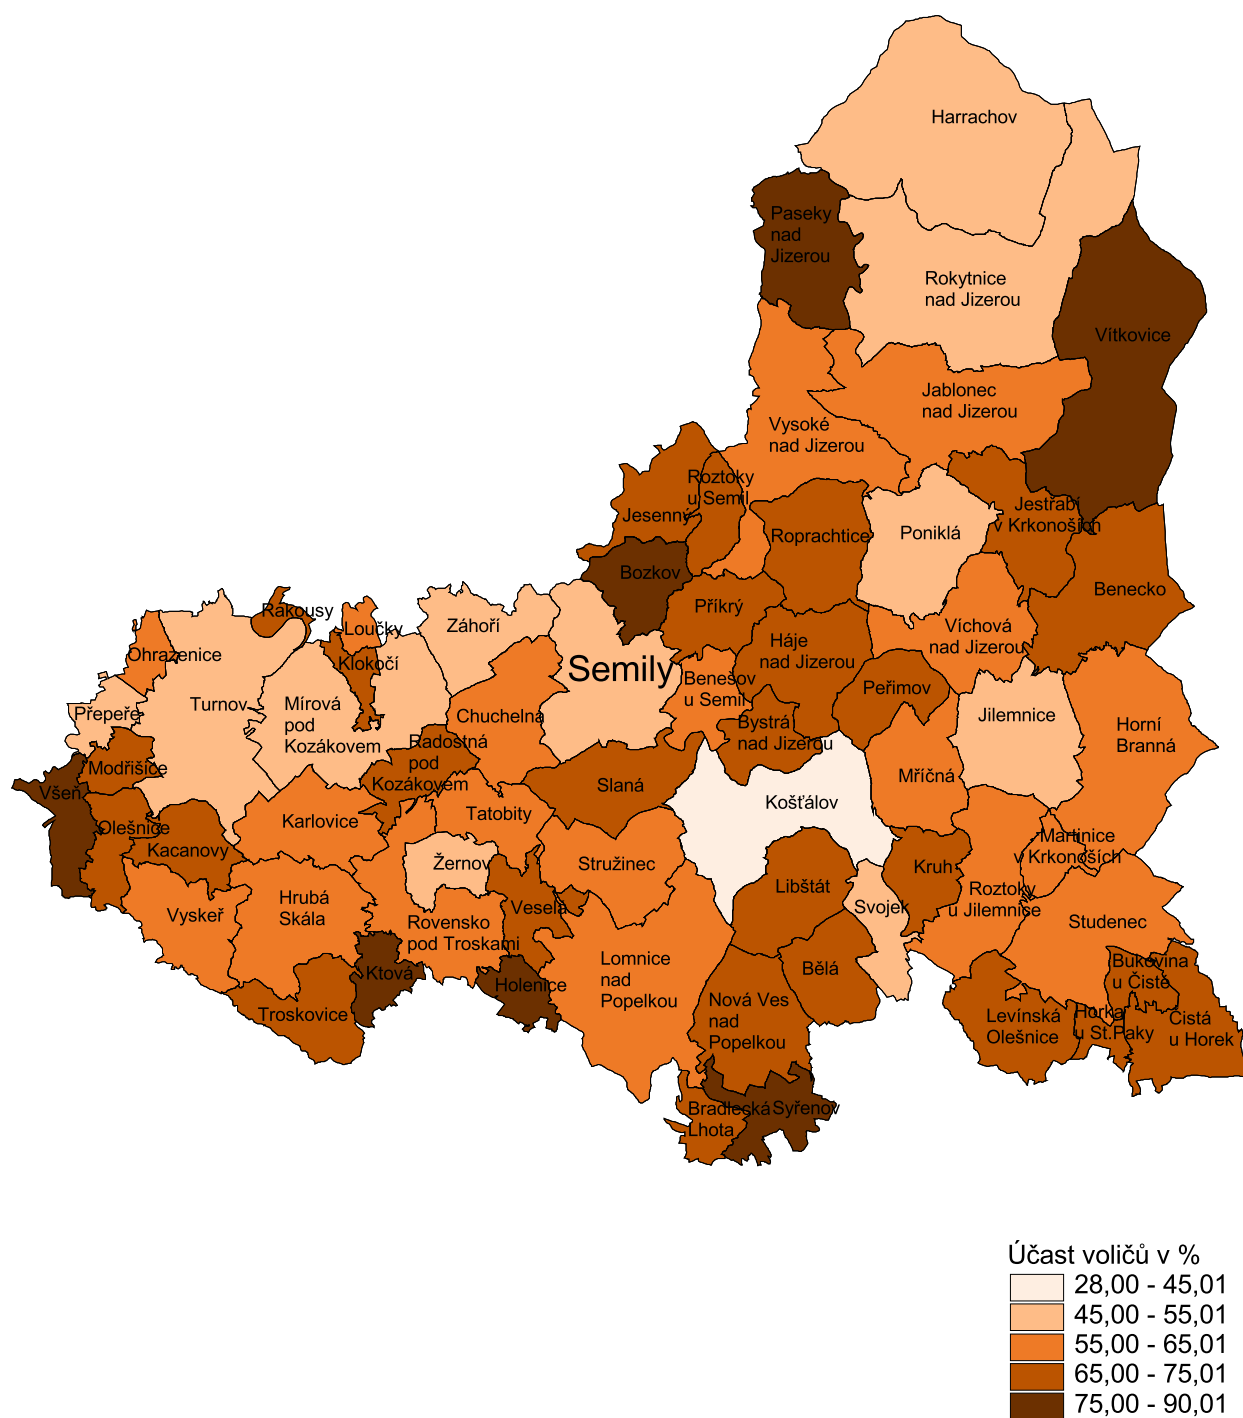 Harrachov
Paseky
nad
Jizerou
Rokytnice
nad Jizerou
Vítkovice
Jablonec
nad Jizerou
Vysoké
nad Jizerou
Roztoky
u Semil
Jesenný
Jestřabí
v Krkonoších
Poniklá
Roprachtice
Bozkov
Benecko
Příkrý
Rakousy
Loučky
Záhoří
Háje
nad Jizerou
Víchová
nad Jizerou
Ohrazenice
Klokočí
Semily
Benešov
u Semil
Peřimov
Turnov
Mírová
pod
Kozákovem
Přepeře
Chuchelna
Jilemnice
Horní
Branná
Bystrá
nad Jizerou
Radostná
pod
Kozákovem
Modřišice
Mříčná
Všeň
Slaná
Košťálov
Karlovice
Tatobity
Olešnice
Kacanovy
Martinice
v Krkonoších
Žernov
Stružinec
Kruh
Libštát
Roztoky
u Jilemnice
Hrubá
Skála
Vyskeř
Veselá
Svojek
Rovensko
pod Troskami
Studenec
Lomnice
nad
Popelkou
Bělá
Bukovina
u Čisté
Ktová
Holenice
Nová Ves
nad
Popelkou
Troskovice
Levínská
Olešnice
Horka
u St.Paky
Čistá
u Horek
Bradlecká
Lhota
Syřenov
Účast voličů v %
28,00 - 45,01
45,00 - 55,01
55,00 - 65,01
65,00 - 75,01
75,00 - 90,01